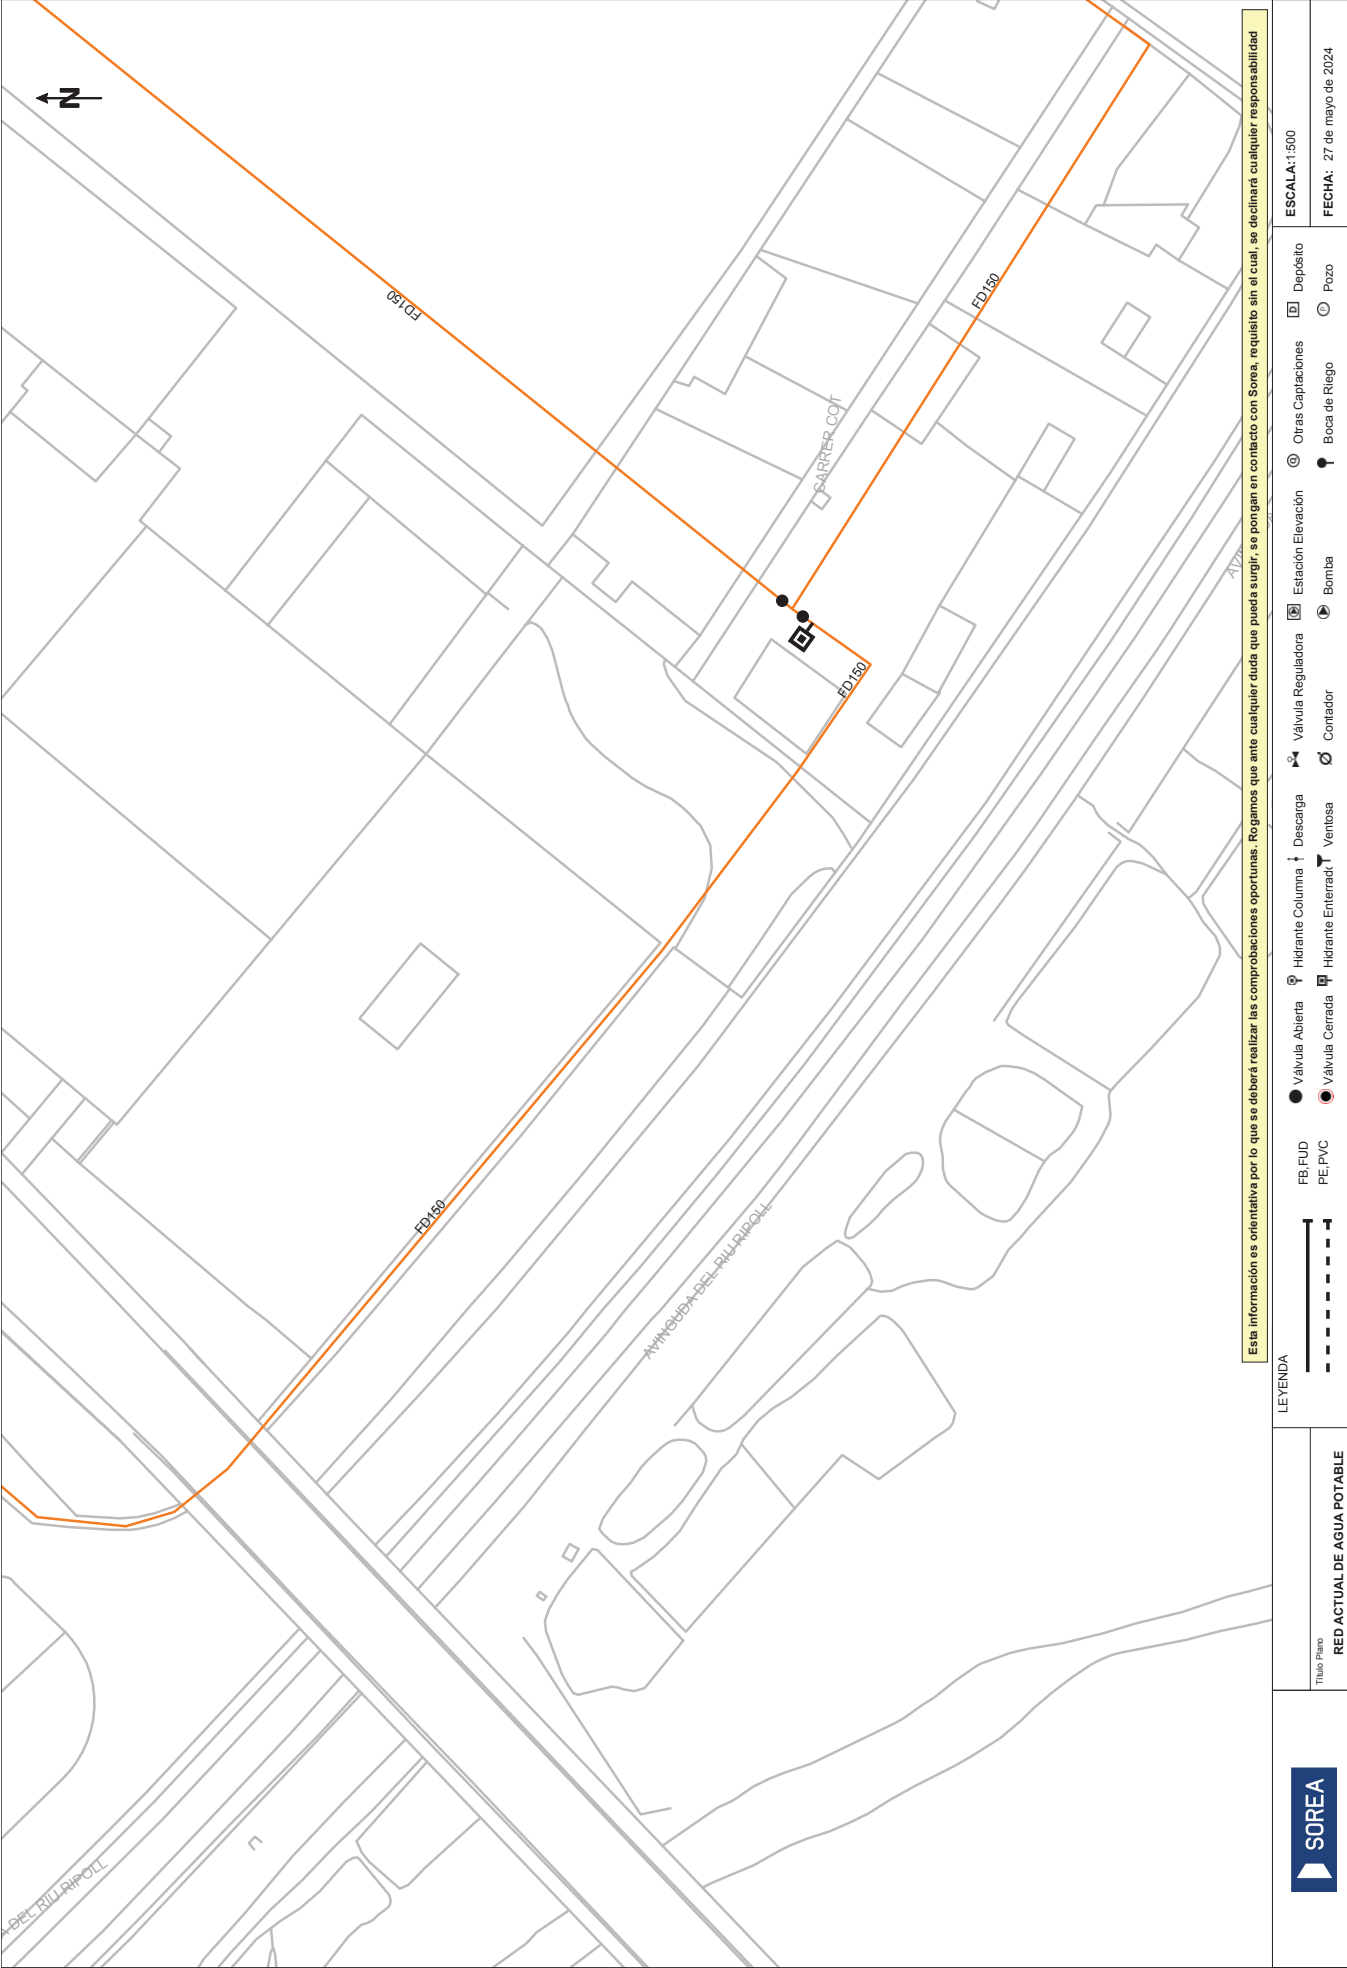 N
FD150
FD150
CARRER COT
FD150
FD150
AVINGUDA DEL RIU RIPOLL
A DEL RIU RIPOLL
Esta información es orientativa por lo que se deberá realizar las comprobaciones oportunas. Rogamos que ante cualquier duda que pueda surgir, se pongan en contacto con Sorea, requisito sin el cual, se declinará cualquier responsabilidad
SOREA
Título Plano
RED ACTUAL DE AGUA POTABLE
LEYENDA
FB,FUD
PE,PVC
Válvula Abierta
Válvula Cerrada
Hidrante Columna
Hidrante Enterrado
Descarga
Ventosa
Válvula Reguladora
Contador
Estación Elevación
Bomba
Otras Captaciones
Boca de Riego
D Depósito
P Pozo
ESCALA:1:500
FECHA: 27 de mayo de 2024